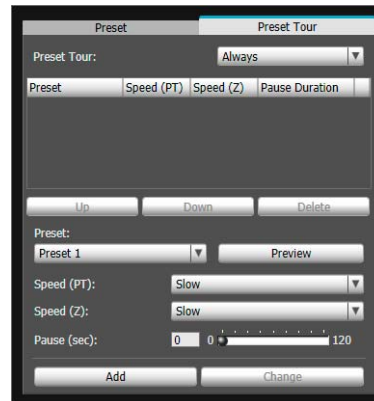 Preset Preset Tour
Preset Tour: Always
Preset Speed (PT) Speed (Z) Pause Duration
Up Down Delete
Preset:
Preset 1 Preview
Speed (PT): Slow
Speed (Z): Slow
Pause (sec): 0 0 120
Add Change